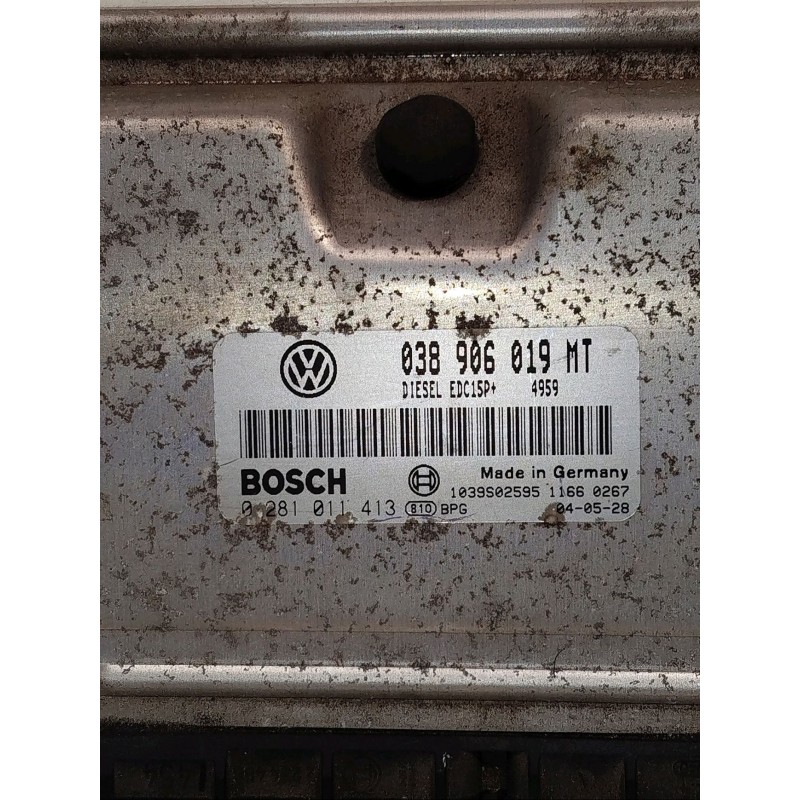 038 906 019 MT
DIESEL EDC15P+ 4959
BOSCH
Made in Germany
1039S02595 1166 0267
0 281 011 413 810 BPG 04-05-28